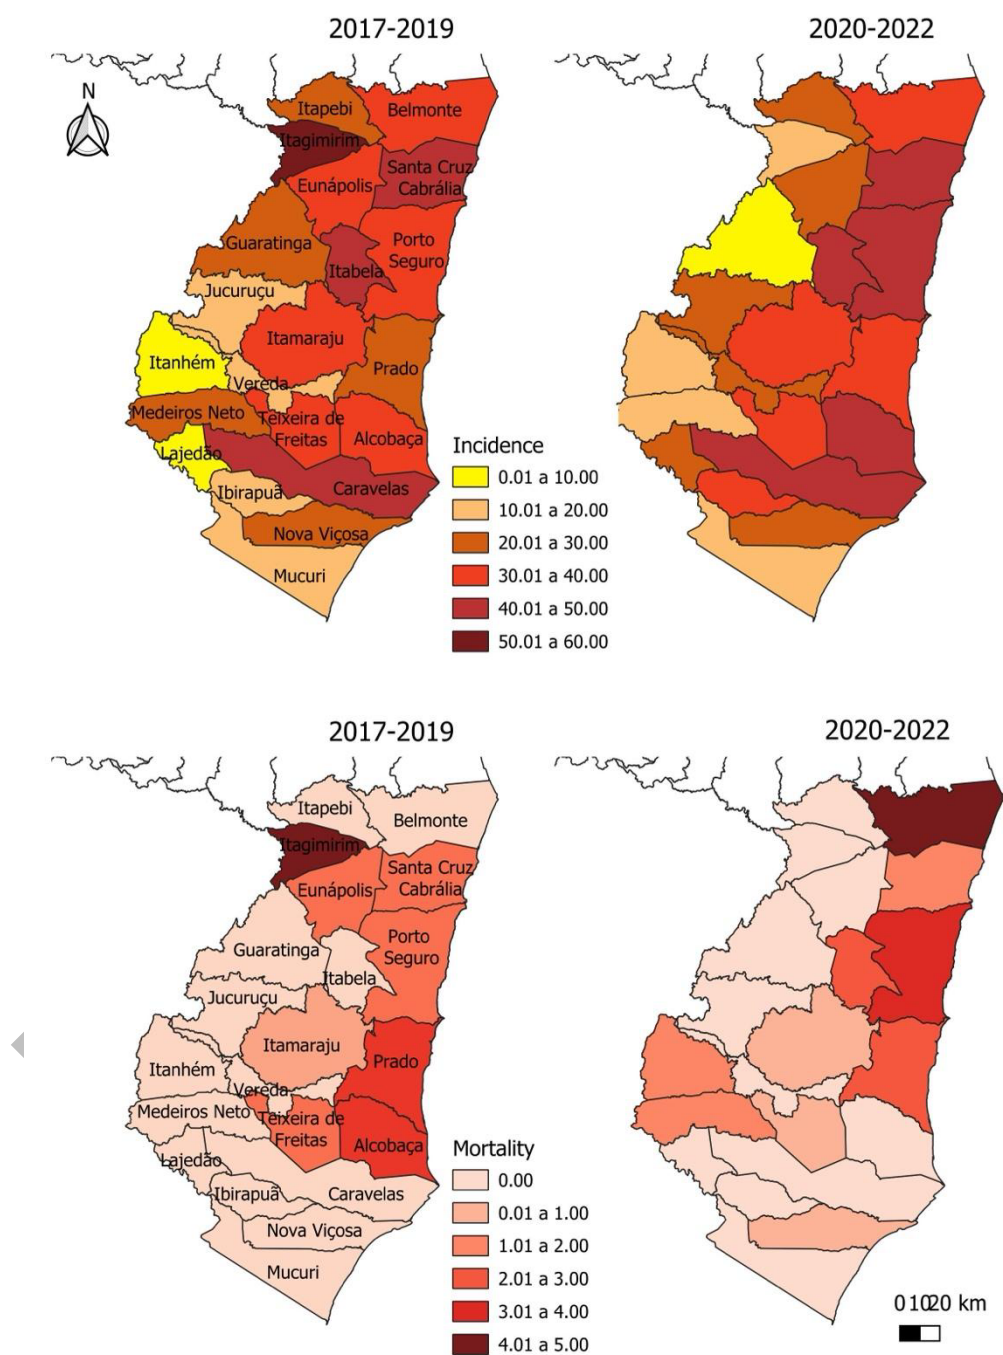 2017-2019
2020-2022
N
Itapebi
Belmonte
Itagimirim
Santa Cruz
Cabrália
Eunápolis
Guaratinga
Porto
Seguro
Itabela
Jucuruçu
Itamaraju
Itanhém
Prado
Vereda
Medeiros Neto
Teixeira de
Freitas
Alcobaça
Lajedão
Ibirapuã
Caravelas
Nova Viçosa
Mucuri
Incidence
0.01 a 10.00
10.01 a 20.00
20.01 a 30.00
30.01 a 40.00
40.01 a 50.00
50.01 a 60.00
2017-2019
2020-2022
Itapebi
Belmonte
Itagimirim
Santa Cruz
Cabrália
Eunápolis
Guaratinga
Porto
Seguro
Itabela
Jucuruçu
Itamaraju
Prado
Itanhém
Vereda
Medeiros Neto
Teixeira de
Freitas
Alcobaça
Lajedão
Ibirapuã
Caravelas
Nova Viçosa
Mucuri
Mortality
0.00
0.01 a 1.00
1.01 a 2.00
2.01 a 3.00
3.01 a 4.00
4.01 a 5.00
0 10 20 km